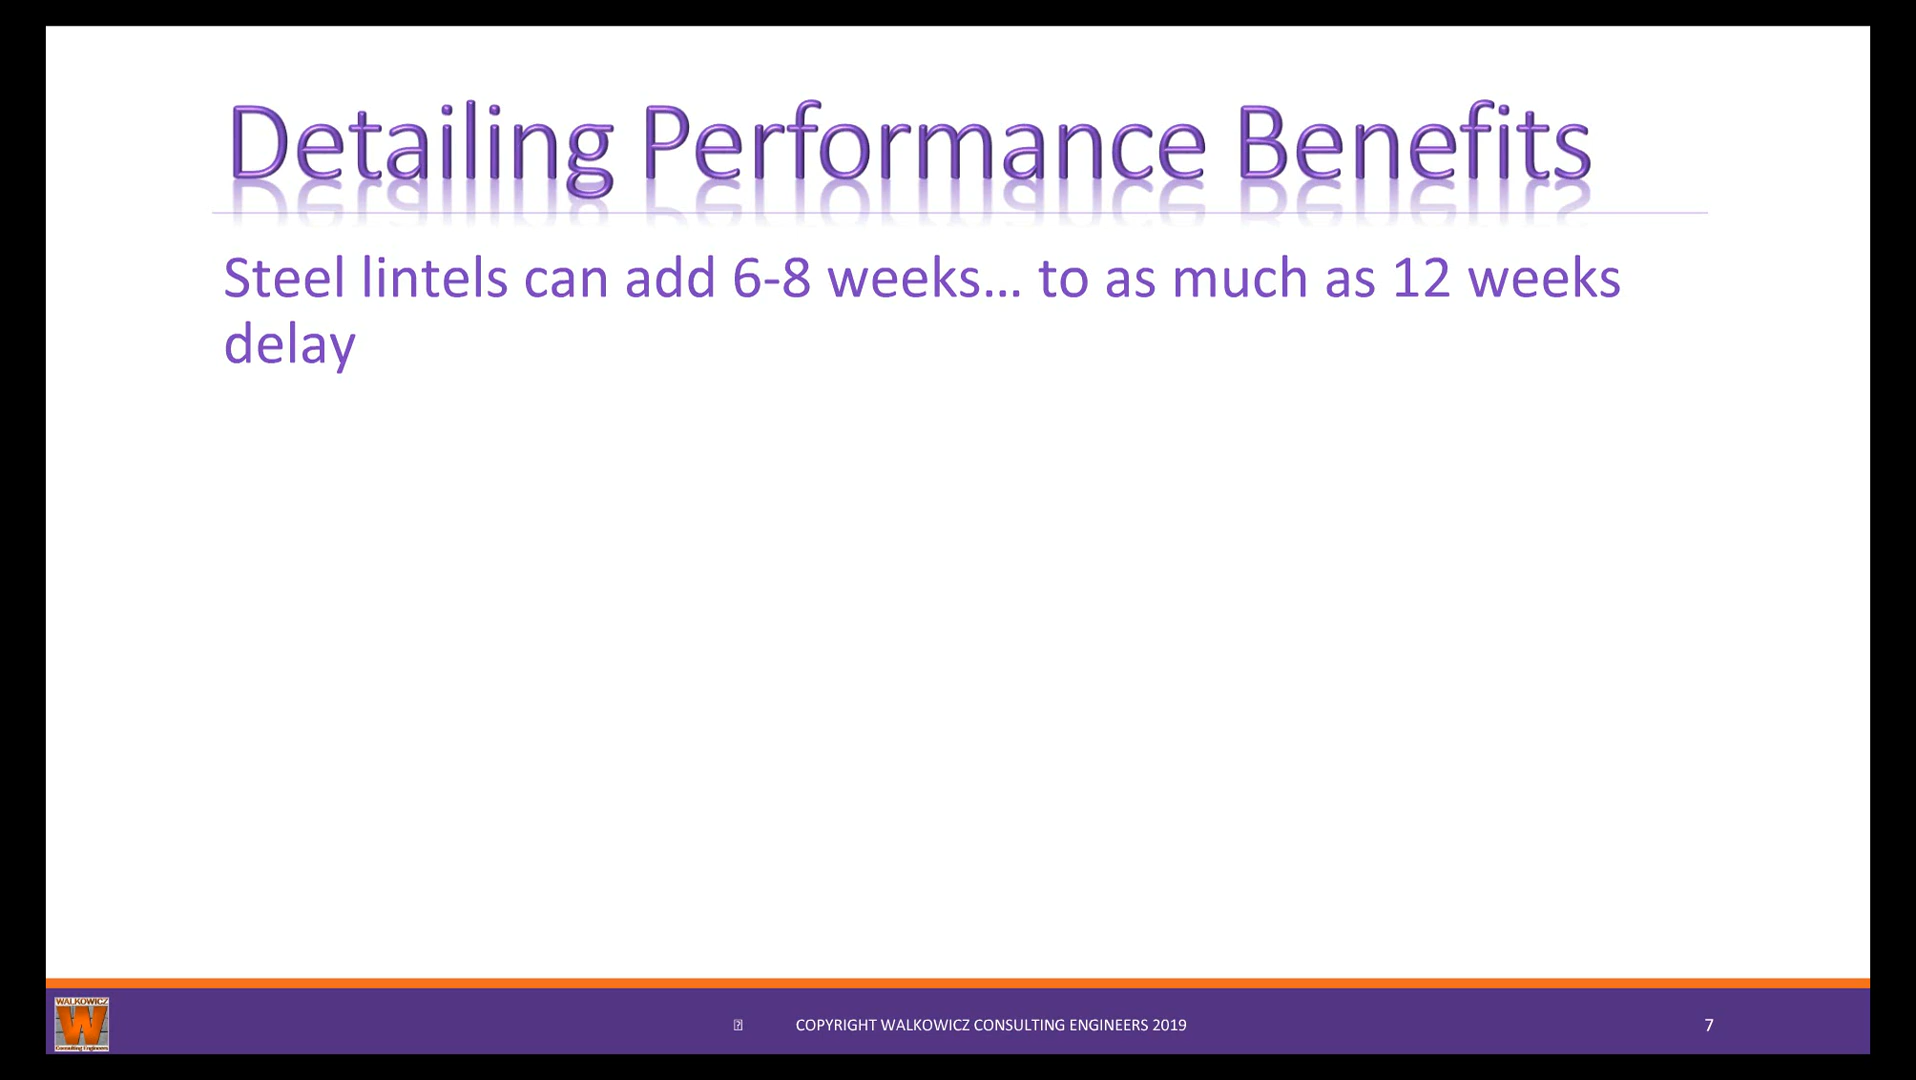 Detailing Performance Benefits
Steel lintels can add 6-8 weeks... to as much as 12 weeks
delay
WALKOWICZ
W
Consulting Engineers
COPYRIGHT WALKOWICZ CONSULTING ENGINEERS 2019
7